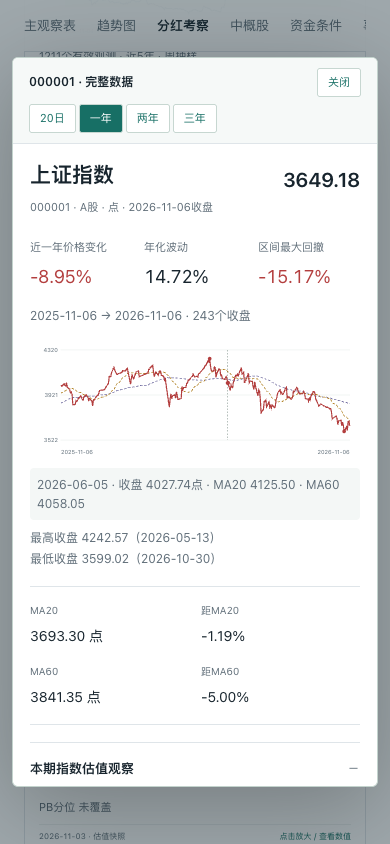 主观察表 趋势图 分红考察 中概股 资金条件
000001 · 完整数据 关闭
20日 一年 两年 三年
上证指数 3649.18
000001 · A股 · 点 · 2026-11-06收盘
近一年价格变化 年化波动 区间最大回撤
-8.95% 14.72% -15.17%
2025-11-06 → 2026-11-06 · 243个收盘
4320
3921
3522
2025-11-06 2026-11-06
2026-06-05 · 收盘 4027.74点 · MA20 4125.50 · MA60
4058.05
最高收盘 4242.57（2026-05-13）
最低收盘 3599.02（2026-10-30）
MA20 距MA20
3693.30 点 -1.19%
MA60 距MA60
3841.35 点 -5.00%
本期指数估值观察 −
PB分位 未覆盖
2026-11-03 · 估值快照 点击放大 / 查看数值